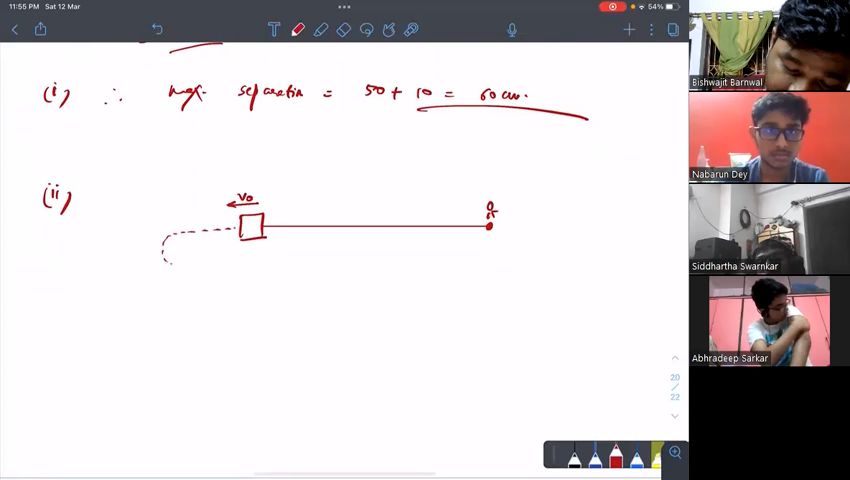 11:55 PM Sat 12 Mar
54%
(i) ∴ max. separation = 50 + 10 = 60 cm.
(ii)
v₀
20
/
22
Biswajit Barnwal
Nabarun Dey
Siddhartha Swarnkar
Abhradeep Sarkar